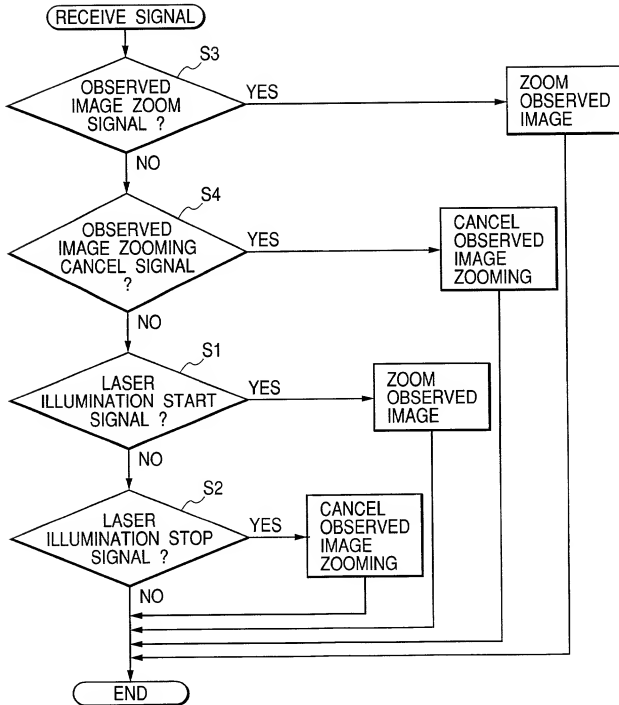 RECEIVE SIGNAL
S3
OBSERVED
IMAGE ZOOM
SIGNAL ?
YES
ZOOM
OBSERVED
IMAGE
NO
S4
OBSERVED
IMAGE ZOOMING
CANCEL SIGNAL
?
YES
CANCEL
OBSERVED
IMAGE
ZOOMING
NO
S1
LASER
ILLUMINATION START
SIGNAL ?
YES
ZOOM
OBSERVED
IMAGE
NO
S2
LASER
ILLUMINATION STOP
SIGNAL ?
YES
CANCEL
OBSERVED
IMAGE
ZOOMING
NO
END